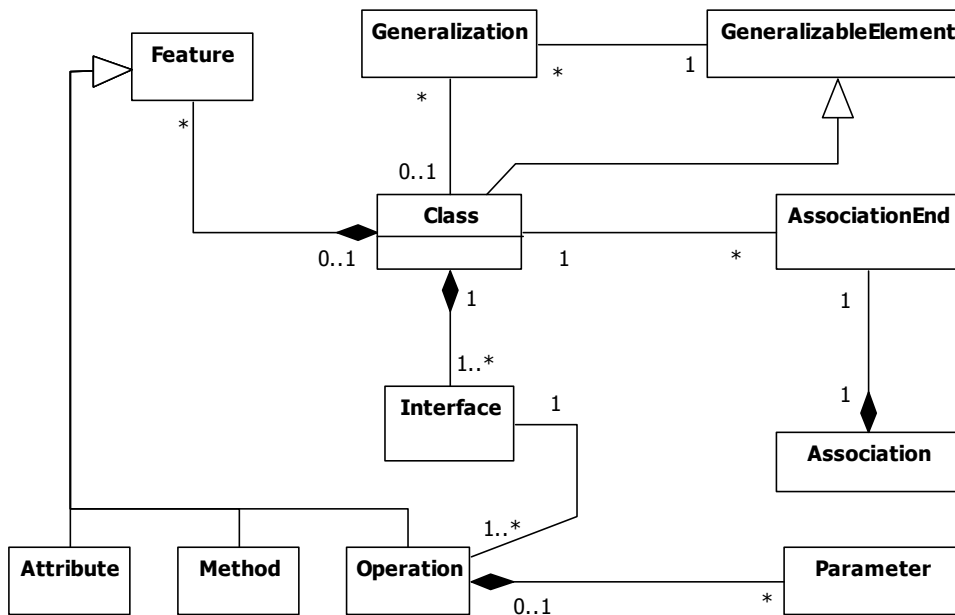 Generalization
GeneralizableElement
Feature
*
1
*
*
0..1
Class
AssociationEnd
0..1
1
*
1
1
1..*
Interface
1
1
Association
1..*
Attribute
Method
Operation
Parameter
0..1
*